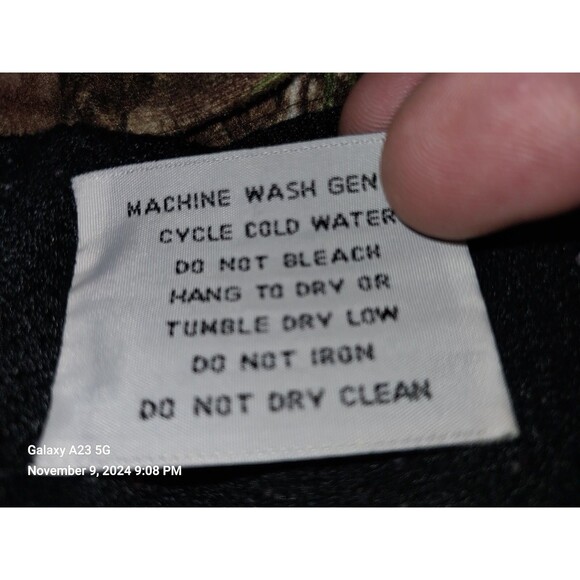 MACHINE WASH GEN
CYCLE COLD WATER
DO NOT BLEACH
HANG TO DRY OR
TUMBLE DRY LOW
DO NOT IRON
DO NOT DRY CLEAN
Galaxy A23 5G
November 9, 2024 9:08 PM